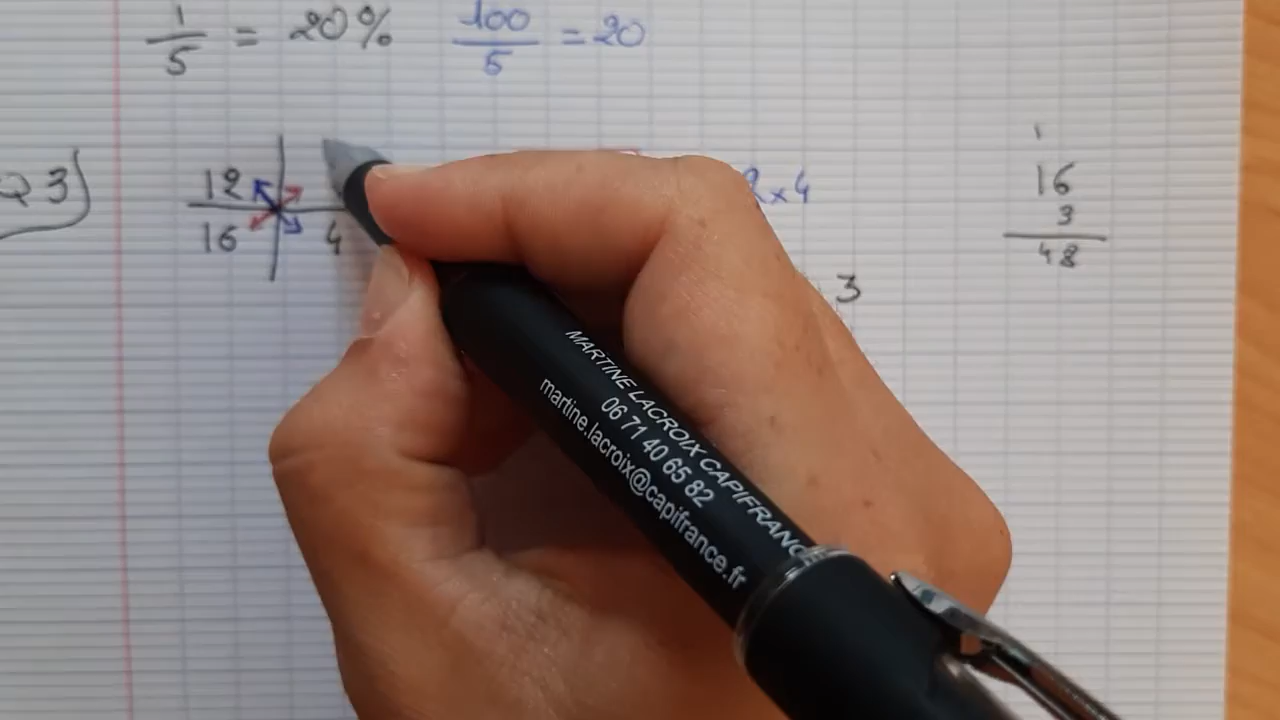 1/5 = 20% 100/5 = 20
Q3)
12
16 4
2 x 4
3
1
16
3
48
MARTINE LACROIX CAPIFRANCE
06 71 40 65 82
martine.lacroix@capifrance.fr